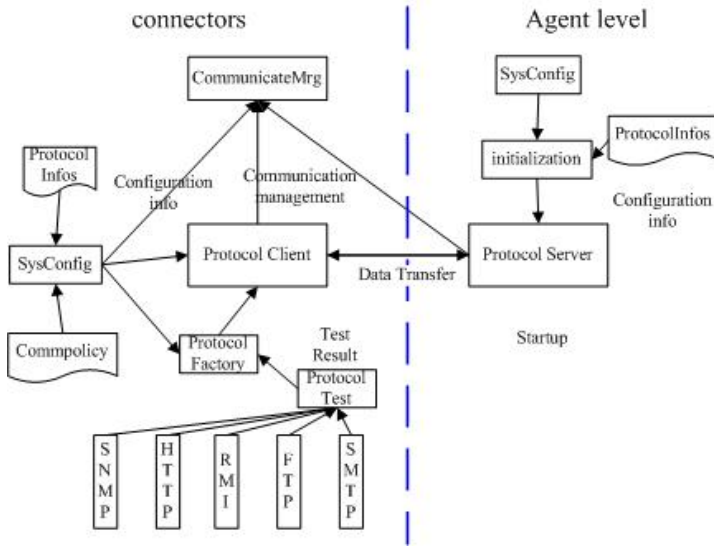 connectors
Agent level
CommunicateMrg
SysConfig
Protocol
Infos
ProtocolInfos
initialization
Configuration
info
Communication
management
Configuration
info
SysConfig
Protocol Client
Protocol Server
Data Transfer
Commpolicy
Protocol
Factory
Test
Result
Startup
Protocol
Test
SNMP
HTTP
RMI
FTP
SMTP